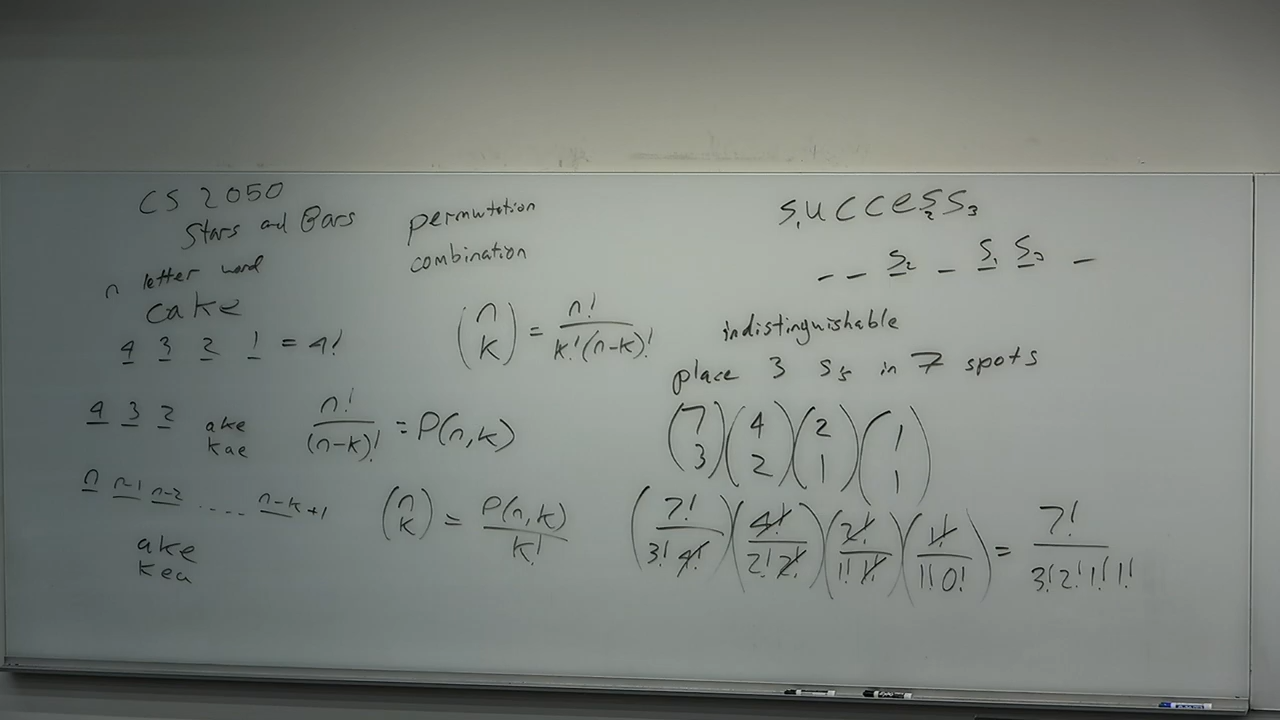 CS 2050
Stars and Bars
n letter word
cake
4 3 2 1 = 4!
4 3 2 ake
kae
n n-1 n-2 .... n-k+1
ake
kea
permutation
combination
(n k) = n! / k!(n-k)!
n! / (n-k)! = P(n,k)
(n k) = P(n,k) / k!
S₁UCCeS₂S₃
_ _ S₂ _ S₁ S₃ _
indistinguishable
place 3 Ss in 7 spots
(7 3)(4 2)(2 1)(1 1)
(7! / 3!4!)(4! / 2!2!)(2! / 1!1!)(1! / 1!0!) = 7! / 3!2!1!1!